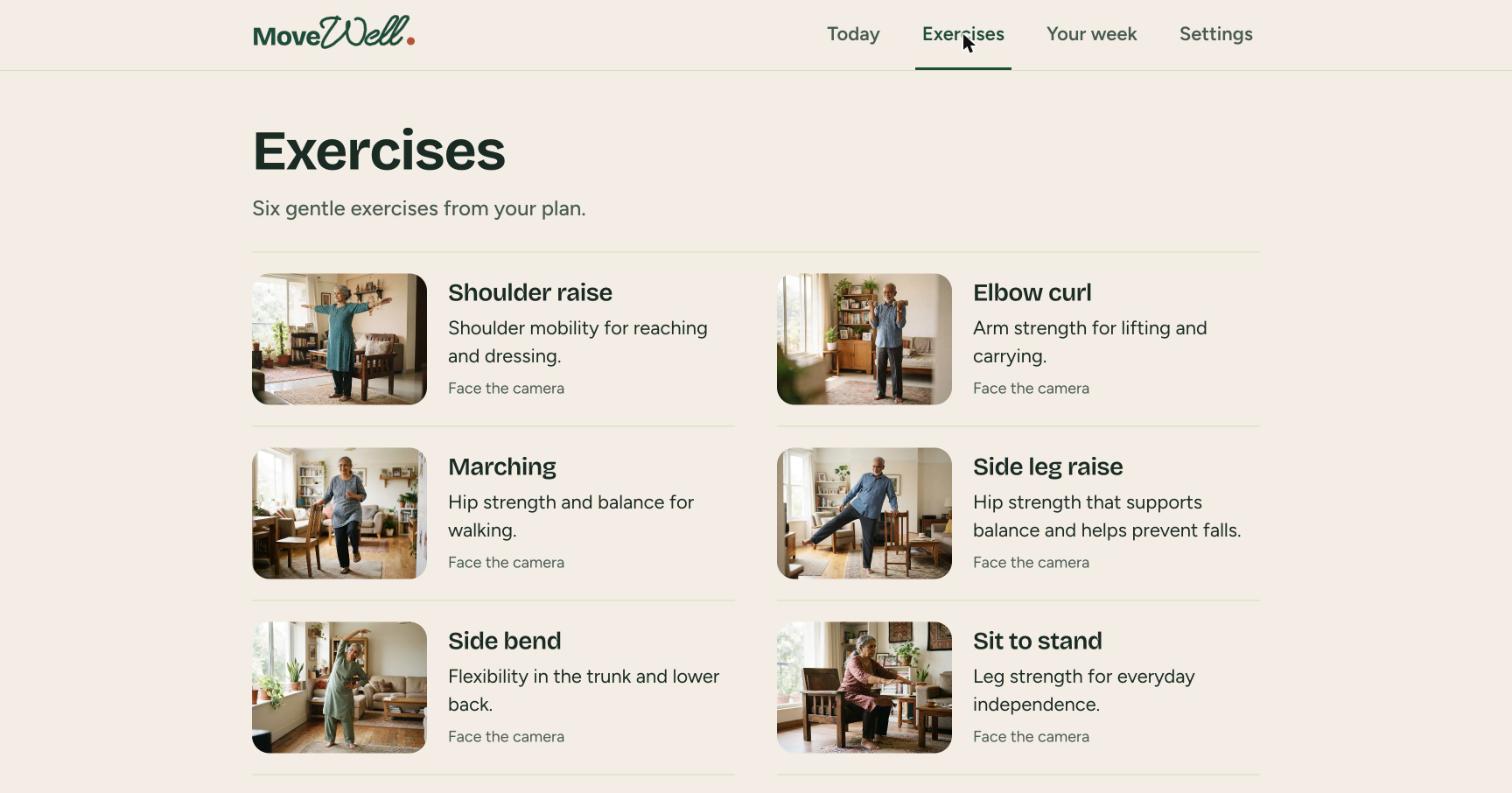 MoveWell.
Today
Exercises
Your week
Settings
Exercises
Six gentle exercises from your plan.
Shoulder raise
Shoulder mobility for reaching
and dressing.
Face the camera
Elbow curl
Arm strength for lifting and
carrying.
Face the camera
Marching
Hip strength and balance for
walking.
Face the camera
Side leg raise
Hip strength that supports
balance and helps prevent falls.
Face the camera
Side bend
Flexibility in the trunk and lower
back.
Face the camera
Sit to stand
Leg strength for everyday
independence.
Face the camera